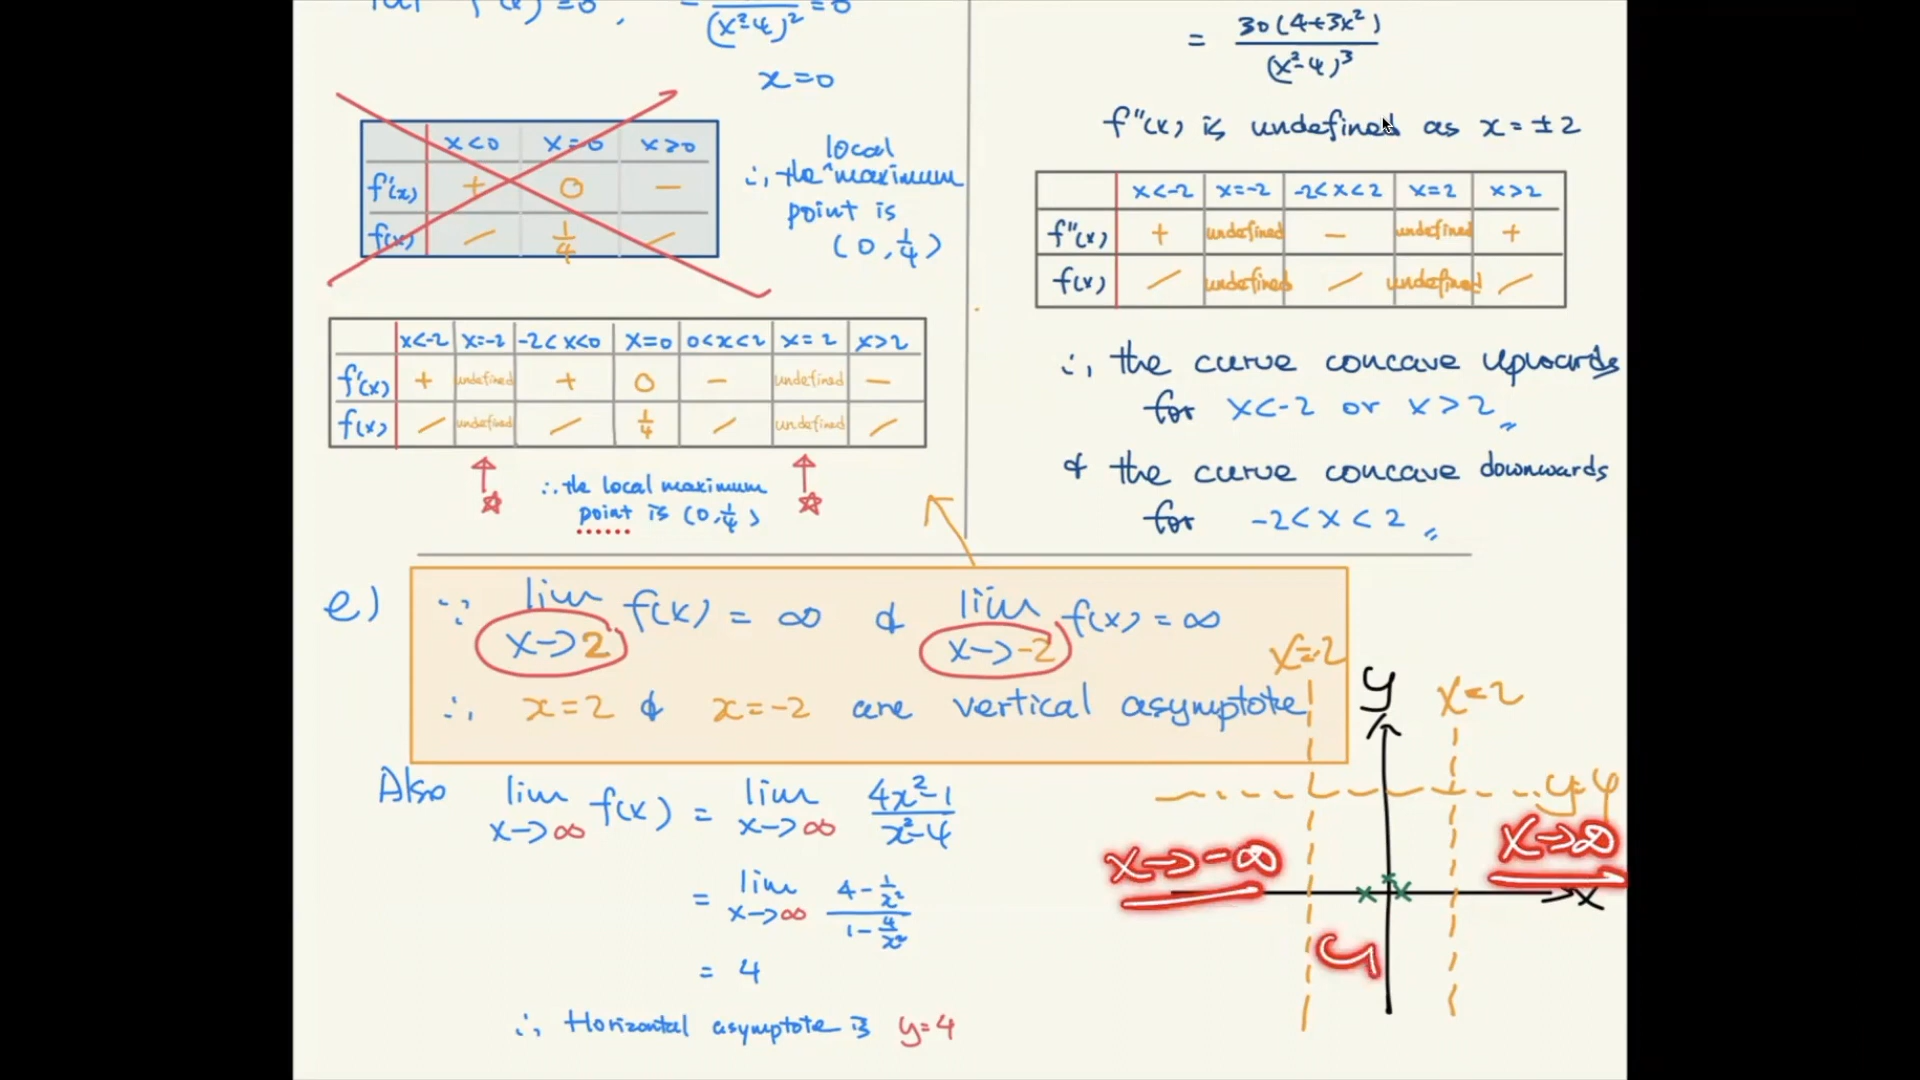 (x²-4)²
x=0
x<0 x=0 x>0
f'(x) + 0 −
f(x) 1/4
local
∴ the ^ maximum
point is
(0, 1/4)
x<-2 x=-2 -2<x<0 x=0 0<x<2 x=2 x>2
f'(x) + undefined + 0 − undefined −
f(x) undefined 1/4 undefined
∴ the local maximum
point is (0, 1/4)
= 30(4+3x²)
(x²-4)³
f''(x) is undefined as x = ±2
x<-2 x=-2 -2<x<2 x=2 x>2
f''(x) + undefined − undefined +
f(x) undefined undefined
∴ the curve concave upwards
for x<-2 or x>2
& the curve concave downwards
for -2<x<2
e) ∵ lim x→2 f(x) = ∞ & lim x→-2 f(x) = ∞
∴ x=2 & x=-2 are vertical asymptote
Also lim x→∞ f(x) = lim x→∞ (4x²-1)/(x²-4)
= lim x→∞ (4 - 1/x²)/(1 - 4/x²)
= 4
∴ Horizontal asymptote is y=4
x=-2
y
x=2
y=4
x→-∞
x→∞
x